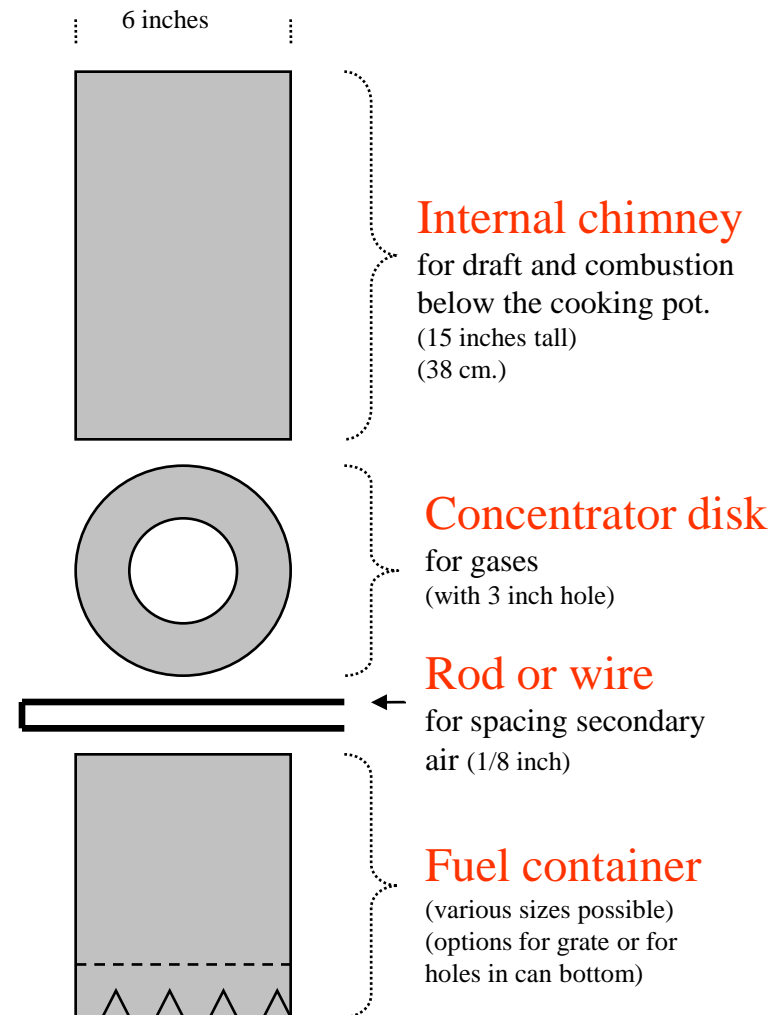 6 inches
Internal chimney
for draft and combustion
below the cooking pot.
(15 inches tall)
(38 cm.)
Concentrator disk
for gases
(with 3 inch hole)
Rod or wire
for spacing secondary
air (1/8 inch)
Fuel container
(various sizes possible)
(options for grate or for
holes in can bottom)